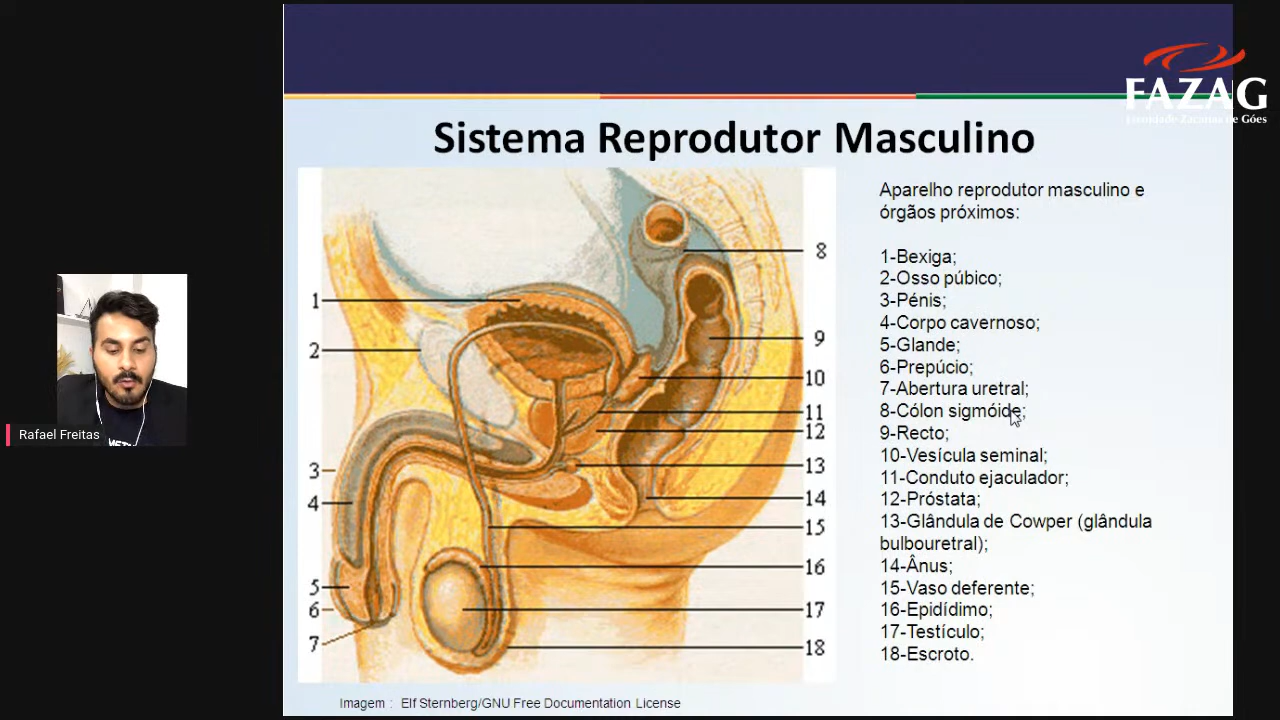 FAZAG
Faculdade Zacarias de Góes
Sistema Reprodutor Masculino
Aparelho reprodutor masculino e
órgãos próximos:
1-Bexiga;
2-Osso púbico;
3-Pénis;
4-Corpo cavernoso;
5-Glande;
6-Prepúcio;
7-Abertura uretral;
8-Cólon sigmóide;
9-Recto;
10-Vesícula seminal;
11-Conduto ejaculador;
12-Próstata;
13-Glândula de Cowper (glândula
bulbouretral);
14-Ânus;
15-Vaso deferente;
16-Epidídimo;
17-Testículo;
18-Escroto.
1
2
3
4
5
6
7
8
9
10
11
12
13
14
15
16
17
18
Imagem : Elf Sternberg/GNU Free Documentation License
Rafael Freitas